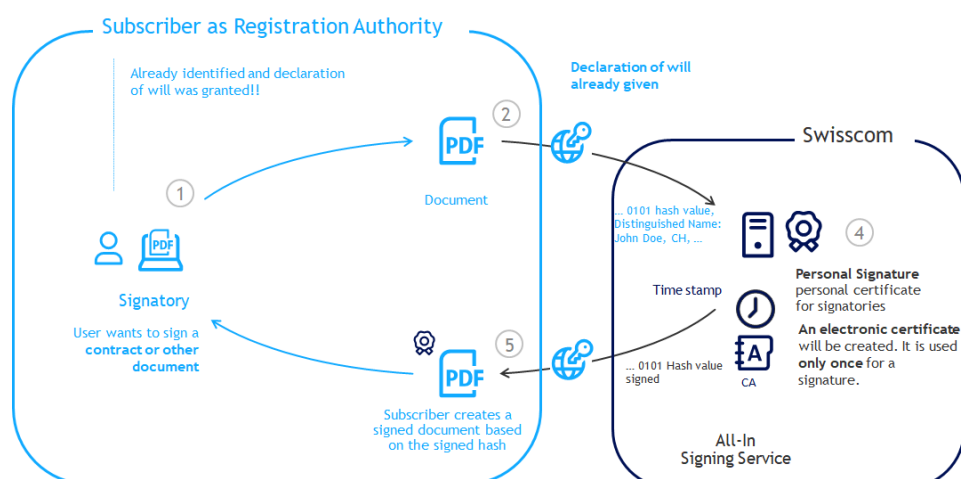 Subscriber as Registration Authority
Already identified and declaration
of will was granted!!
Declaration of will
already given
2
PDF
Document
Swisscom
1
PDF
Signatory
User wants to sign a
contract or other
document
... 0101 hash value,
Distinguished Name:
John Doe, CH, ...
4
Personal Signature
personal certificate
for signatories
Time stamp
An electronic certificate
will be created. It is used
only once for a
signature.
A
CA
5
PDF
... 0101 Hash value
signed
Subscriber creates a
signed document based
on the signed hash
All-In
Signing Service